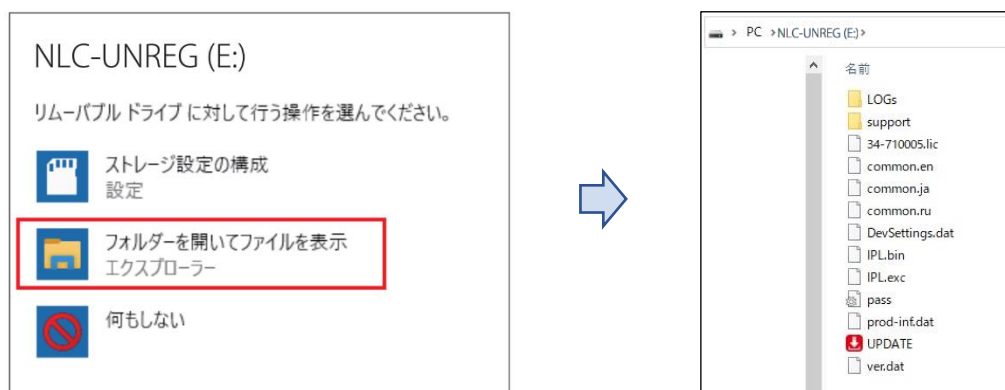 NLC-UNREG (E:)
リムーバブル ドライブ に対して行う操作を選んでください。
ストレージ設定の構成
設定
フォルダーを開いてファイルを表示
エクスプローラー
何もしない
> PC >NLC-UNREG (E:)>
名前
LOGs
support
34-710005.lic
common.en
common.ja
common.ru
DevSettings.dat
IPL.bin
IPL.exc
pass
prod-inf.dat
UPDATE
ver.dat